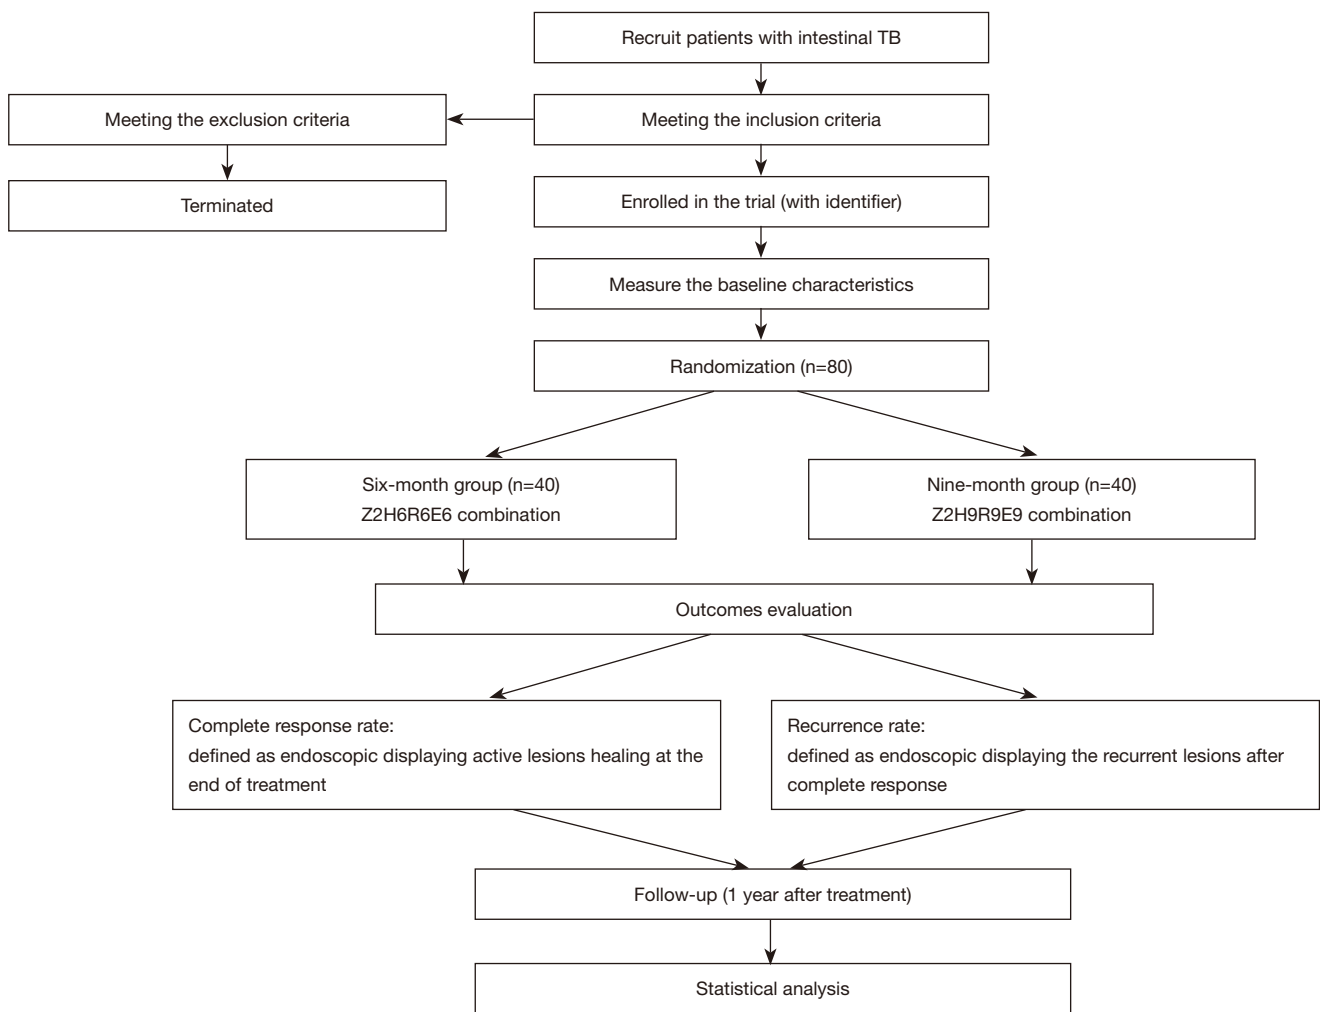 Recruit patients with intestinal TB
Meeting the exclusion criteria
Meeting the inclusion criteria
Terminated
Enrolled in the trial (with identifier)
Measure the baseline characteristics
Randomization (n=80)
Six-month group (n=40)
Z2H6R6E6 combination
Nine-month group (n=40)
Z2H9R9E9 combination
Outcomes evaluation
Complete response rate:
defined as endoscopic displaying active lesions healing at the
end of treatment
Recurrence rate:
defined as endoscopic displaying the recurrent lesions after
complete response
Follow-up (1 year after treatment)
Statistical analysis